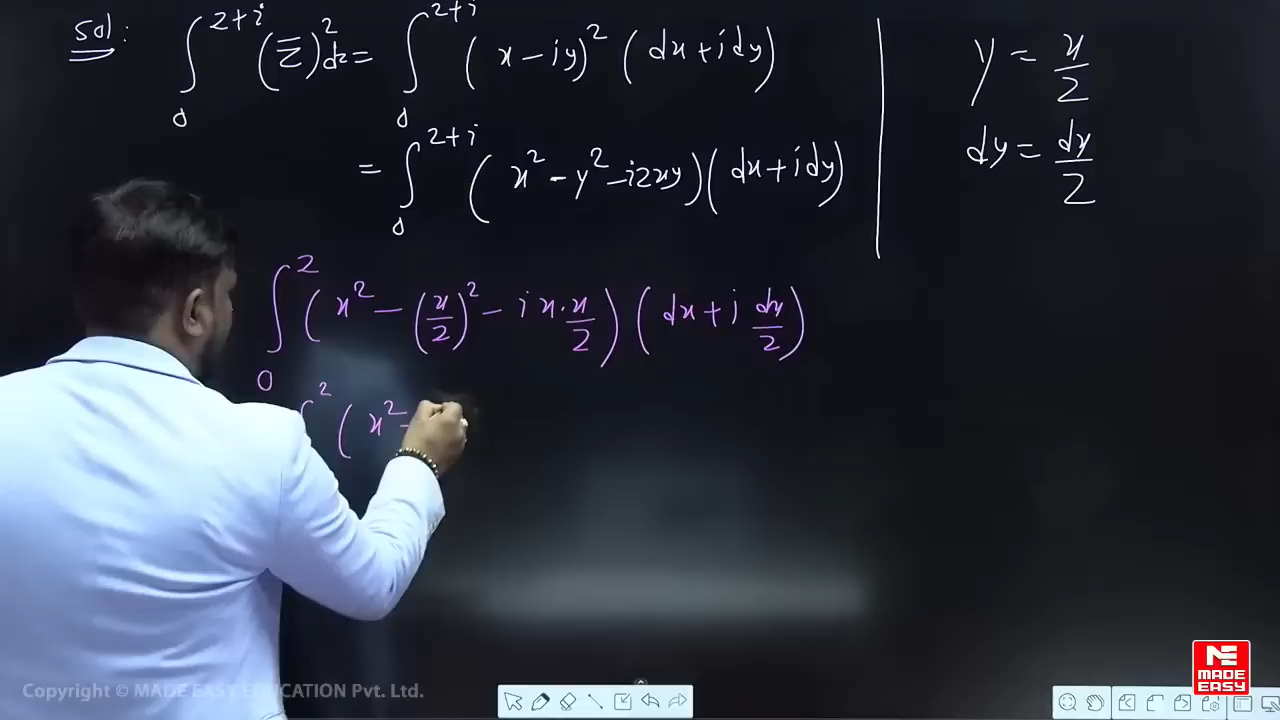 Sol:
∫₀^{2+i} (z̄)² dz = ∫₀^{2+i} (x - iy)² (dx + idy)
= ∫₀^{2+i} (x² - y² - i2xy)(dx + idy)
y = x/2
dy = dx/2
∫₀² (x² - (x/2)² - i x·x/2)(dx + i dx/2)
∫² (x² -
Copyright © MADE EASY EDUCATION Pvt. Ltd.
ME
MADE
EASY